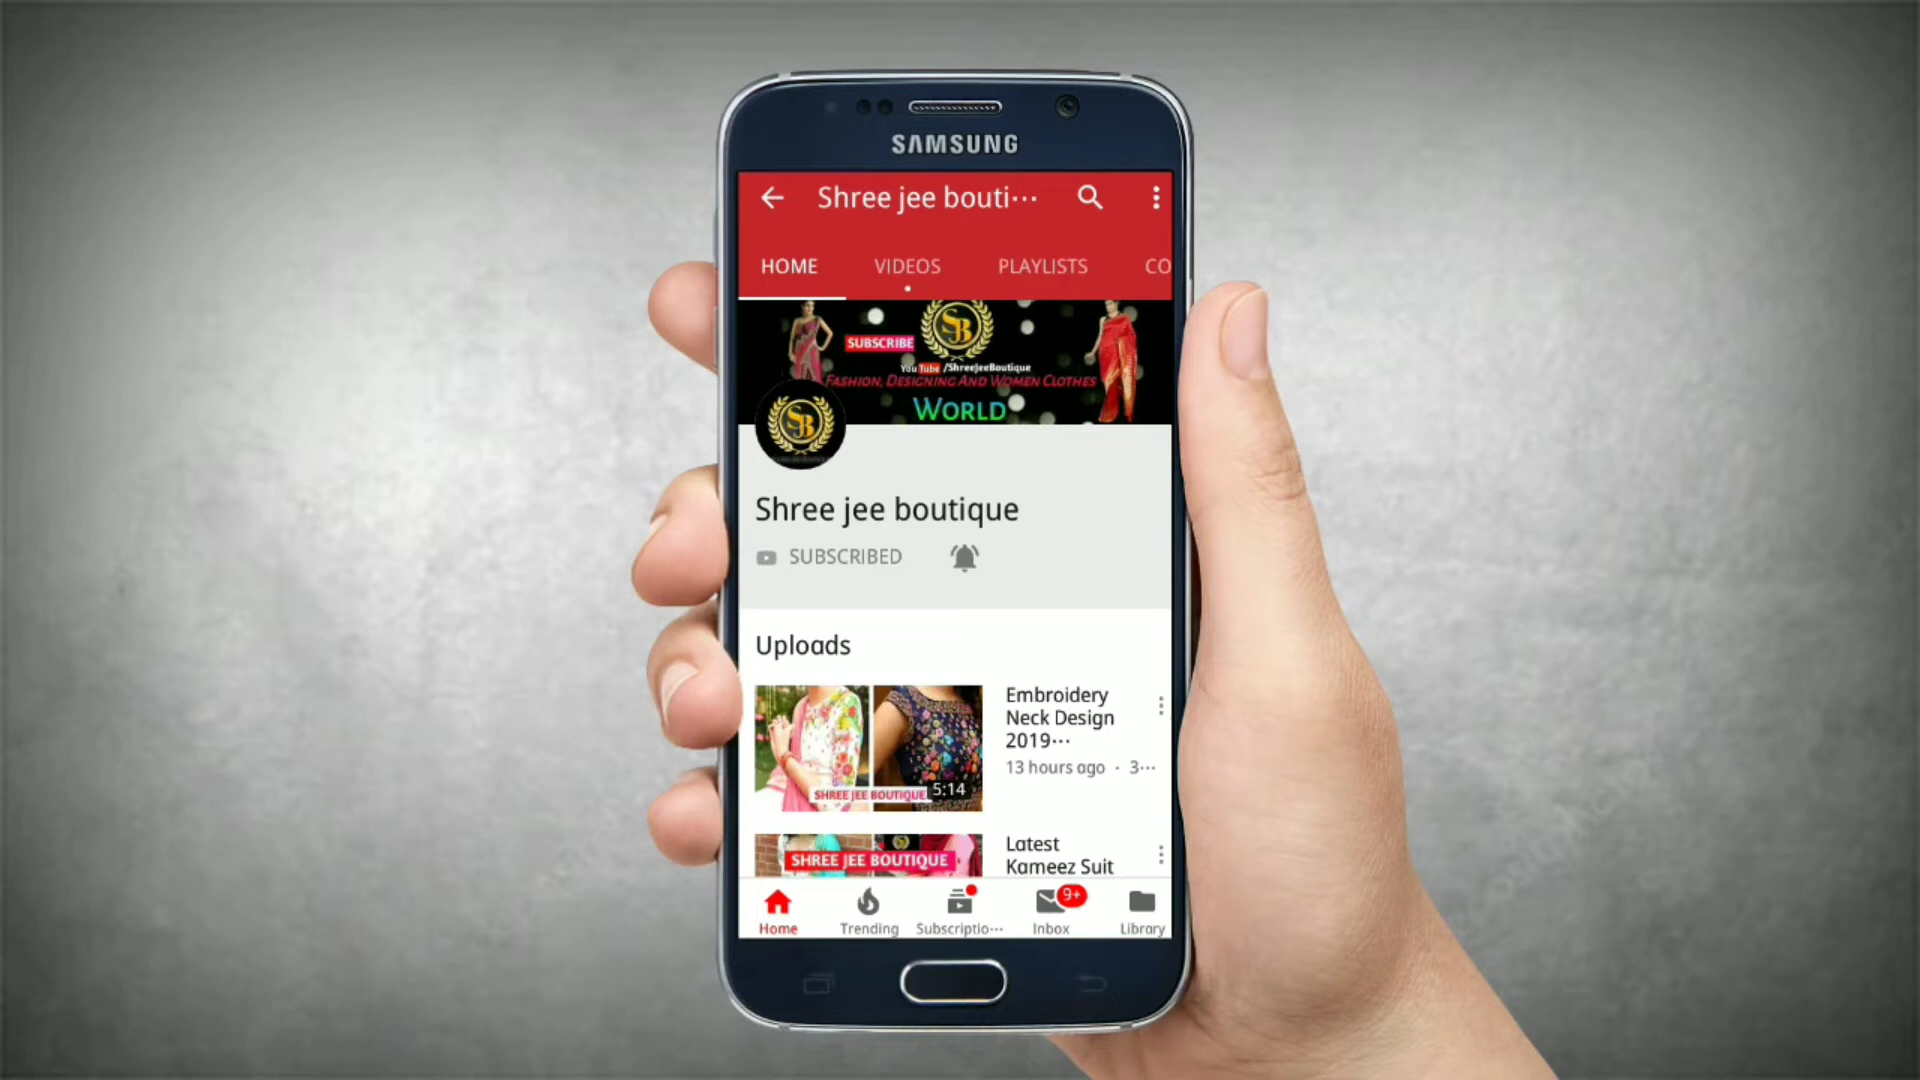 SAMSUNG
Shree jee bouti···
HOME
VIDEOS
PLAYLISTS
CO
SUBSCRIBE
SB
YouTube /ShreejeeBoutique
FASHION, DESIGNING AND WOMEN CLOTHES
WORLD
SB
Shree jee boutique
SUBSCRIBED
Uploads
Embroidery
Neck Design
2019···
13 hours ago · 3···
SHREE JEE BOUTIQUE
5:14
Latest
Kameez Suit
SHREE JEE BOUTIQUE
9+
Home
Trending
Subscriptio···
Inbox
Library